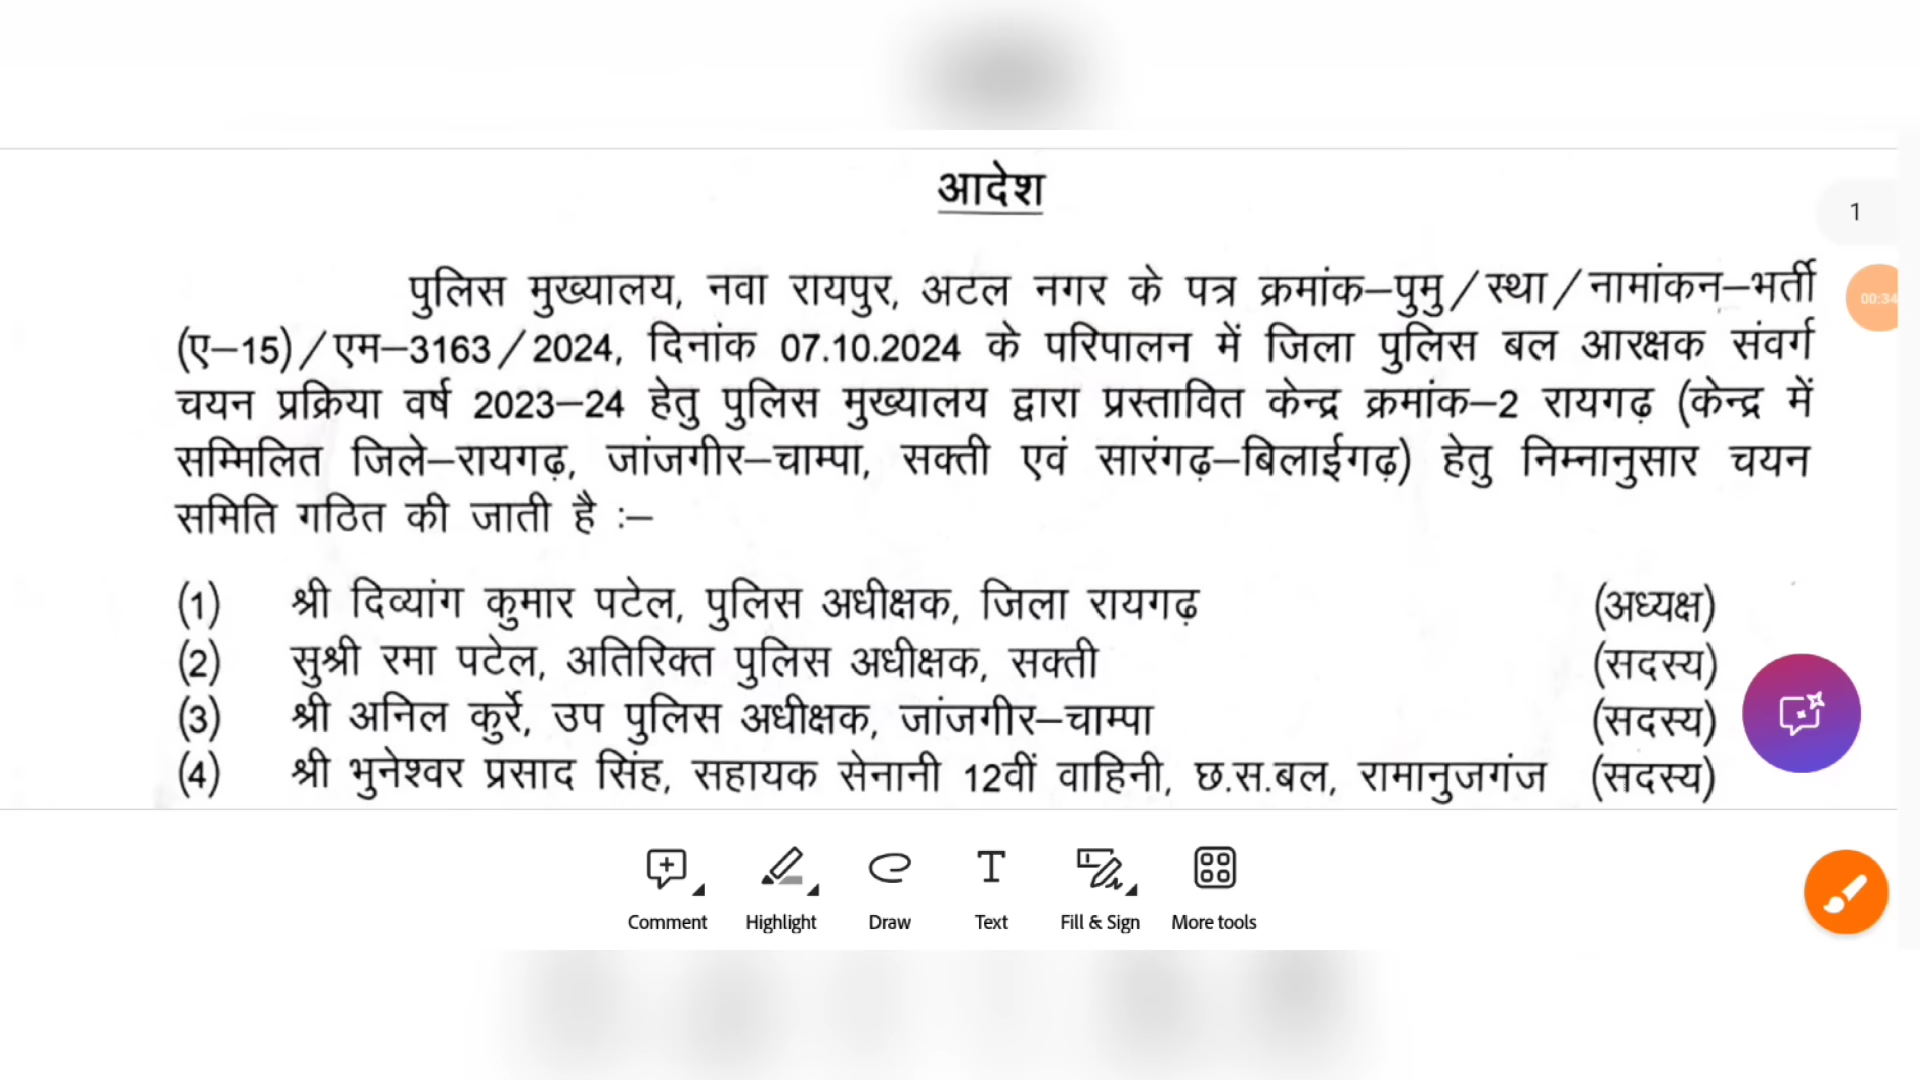 आदेश
1
पुलिस मुख्यालय, नवा रायपुर, अटल नगर के पत्र क्रमांक–पुमु/स्था/नामांकन–भर्ती
00:34
(ए–15)/एम–3163/2024, दिनांक 07.10.2024 के परिपालन में जिला पुलिस बल आरक्षक संवर्ग
चयन प्रक्रिया वर्ष 2023–24 हेतु पुलिस मुख्यालय द्वारा प्रस्तावित केन्द्र क्रमांक–2 रायगढ़ (केन्द्र में
सम्मिलित जिले–रायगढ़, जांजगीर–चाम्पा, सक्ती एवं सारंगढ़–बिलाईगढ़) हेतु निम्नानुसार चयन
समिति गठित की जाती है :–
(1) श्री दिव्यांग कुमार पटेल, पुलिस अधीक्षक, जिला रायगढ़ (अध्यक्ष)
(2) सुश्री रमा पटेल, अतिरिक्त पुलिस अधीक्षक, सक्ती (सदस्य)
(3) श्री अनिल कुर्रे, उप पुलिस अधीक्षक, जांजगीर–चाम्पा (सदस्य)
(4) श्री भुनेश्वर प्रसाद सिंह, सहायक सेनानी 12वीं वाहिनी, छ.स.बल, रामानुजगंज (सदस्य)
Comment Highlight Draw Text Fill & Sign More tools